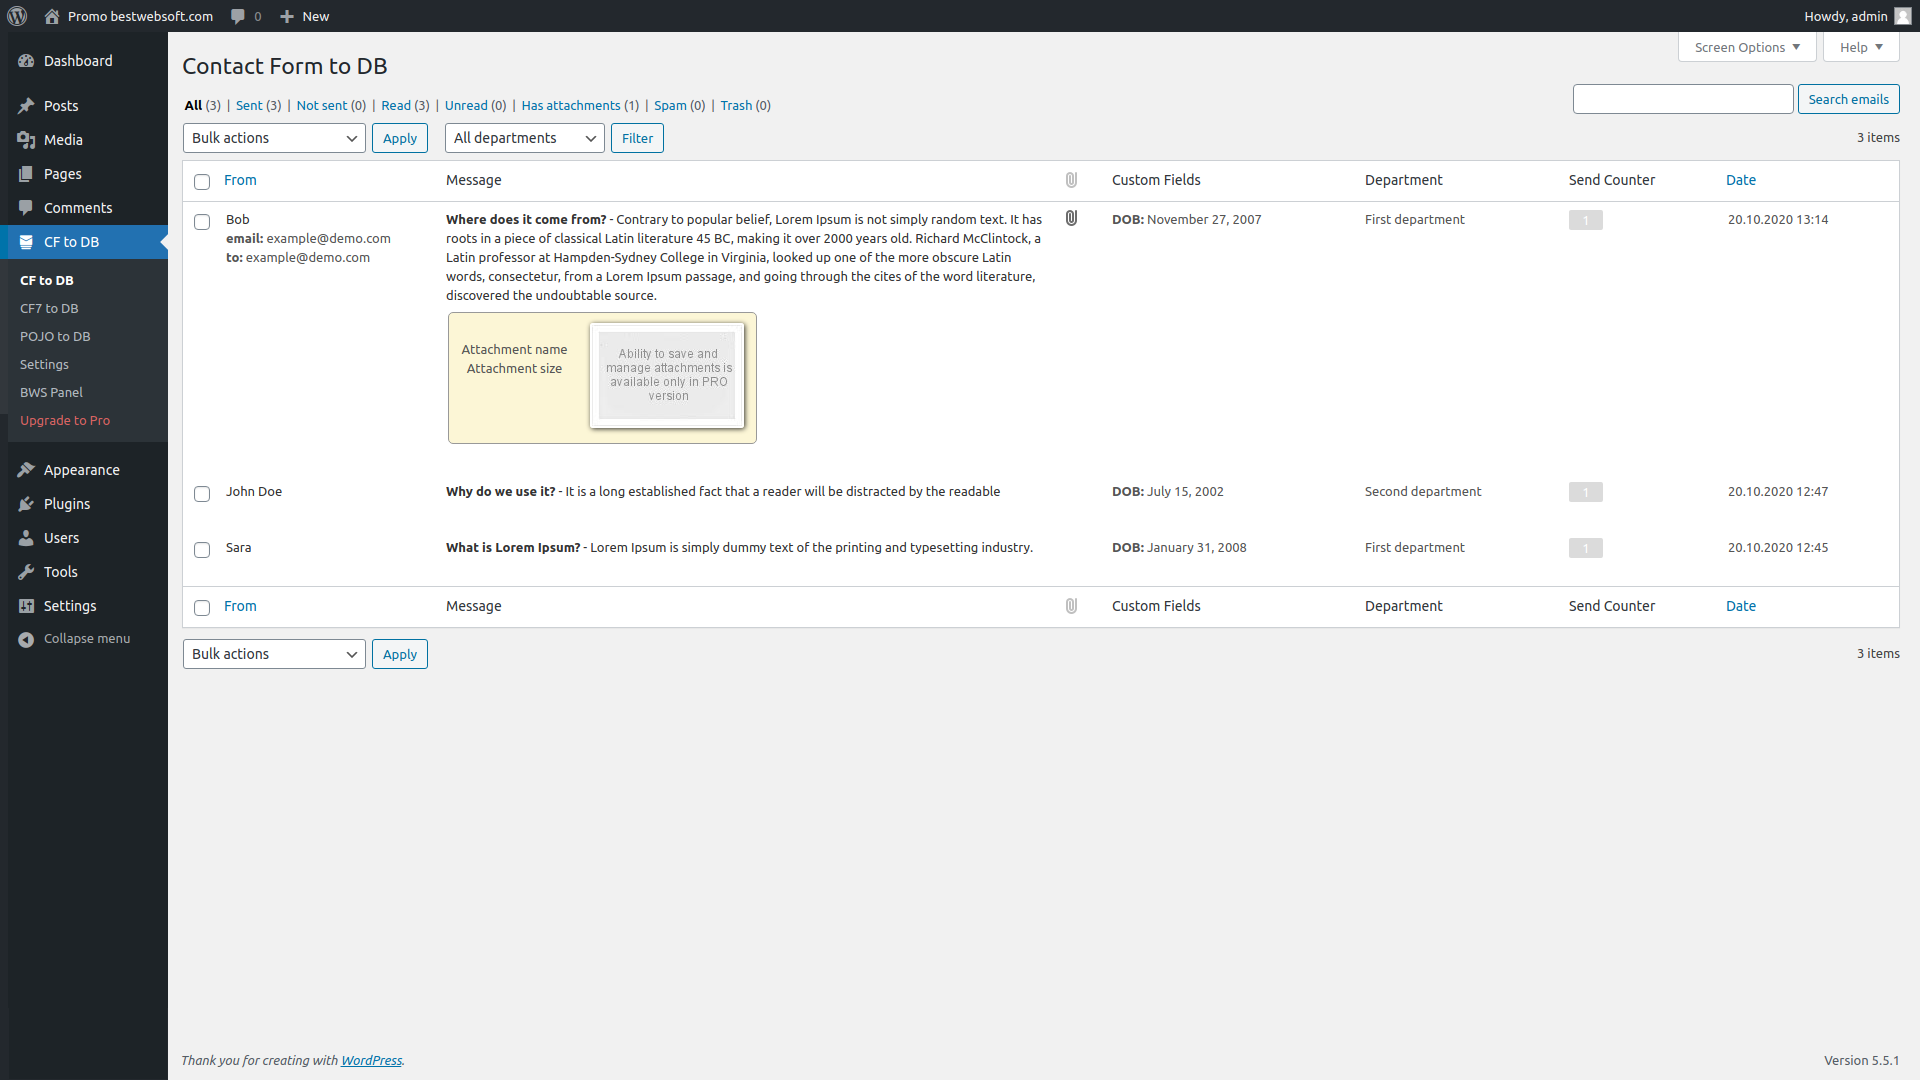 Promo bestwebsoft.com 0 New Howdy, admin
Dashboard
Posts
Media
Pages
Comments
CF to DB
CF to DB
CF7 to DB
POJO to DB
Settings
BWS Panel
Upgrade to Pro
Appearance
Plugins
Users
Tools
Settings
Collapse menu
Screen Options Help
Contact Form to DB
All (3) | Sent (3) | Not sent (0) | Read (3) | Unread (0) | Has attachments (1) | Spam (0) | Trash (0)
Search emails
Bulk actions Apply All departments Filter 3 items
From Message Custom Fields Department Send Counter Date
Bob
email: example@demo.com
to: example@demo.com
Where does it come from? - Contrary to popular belief, Lorem Ipsum is not simply random text. It has
roots in a piece of classical Latin literature 45 BC, making it over 2000 years old. Richard McClintock, a
Latin professor at Hampden-Sydney College in Virginia, looked up one of the more obscure Latin
words, consectetur, from a Lorem Ipsum passage, and going through the cites of the word literature,
discovered the undoubtable source.
Attachment name
Attachment size
Ability to save and
manage attachments is
available only in PRO
version
DOB: November 27, 2007 First department 1 20.10.2020 13:14
John Doe Why do we use it? - It is a long established fact that a reader will be distracted by the readable DOB: July 15, 2002 Second department 1 20.10.2020 12:47
Sara What is Lorem Ipsum? - Lorem Ipsum is simply dummy text of the printing and typesetting industry. DOB: January 31, 2008 First department 1 20.10.2020 12:45
From Message Custom Fields Department Send Counter Date
Bulk actions Apply 3 items
Thank you for creating with WordPress. Version 5.5.1